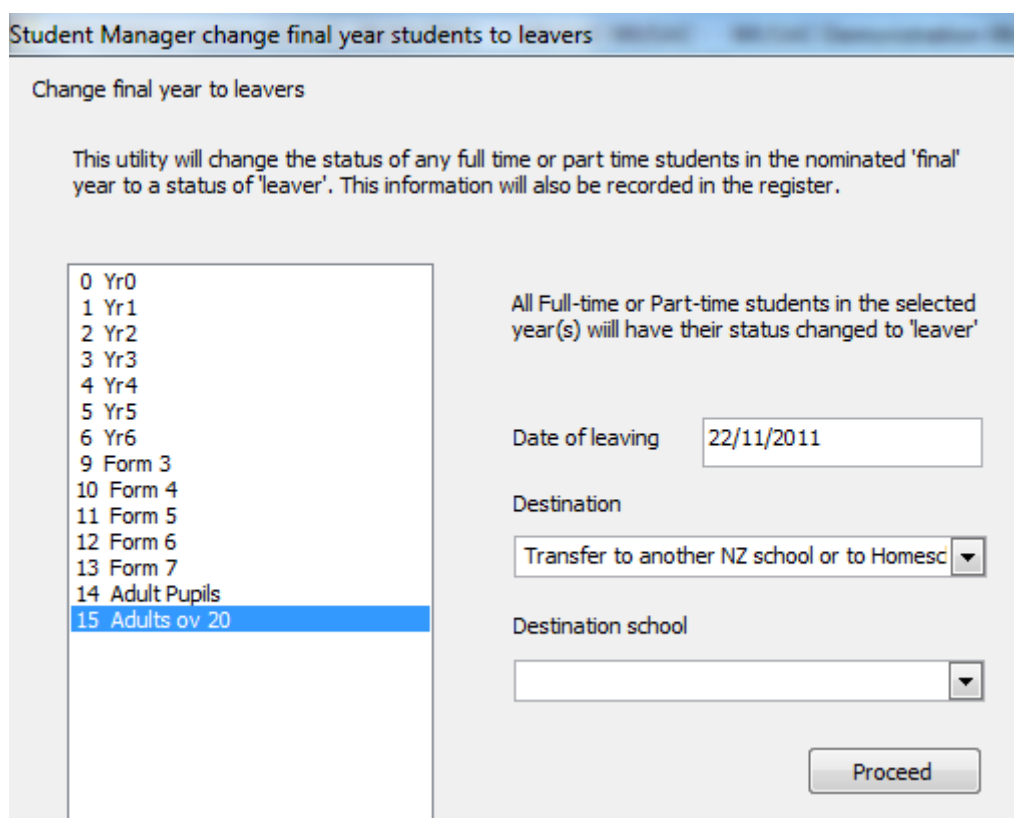 Student Manager change final year students to leavers
Change final year to leavers
This utility will change the status of any full time or part time students in the nominated 'final'
year to a status of 'leaver'. This information will also be recorded in the register.
0 Yr0
1 Yr1
2 Yr2
3 Yr3
4 Yr4
5 Yr5
6 Yr6
9 Form 3
10 Form 4
11 Form 5
12 Form 6
13 Form 7
14 Adult Pupils
15 Adults ov 20
All Full-time or Part-time students in the selected
year(s) wiill have their status changed to 'leaver'
Date of leaving 22/11/2011
Destination
Transfer to another NZ school or to Homesc
Destination school
Proceed